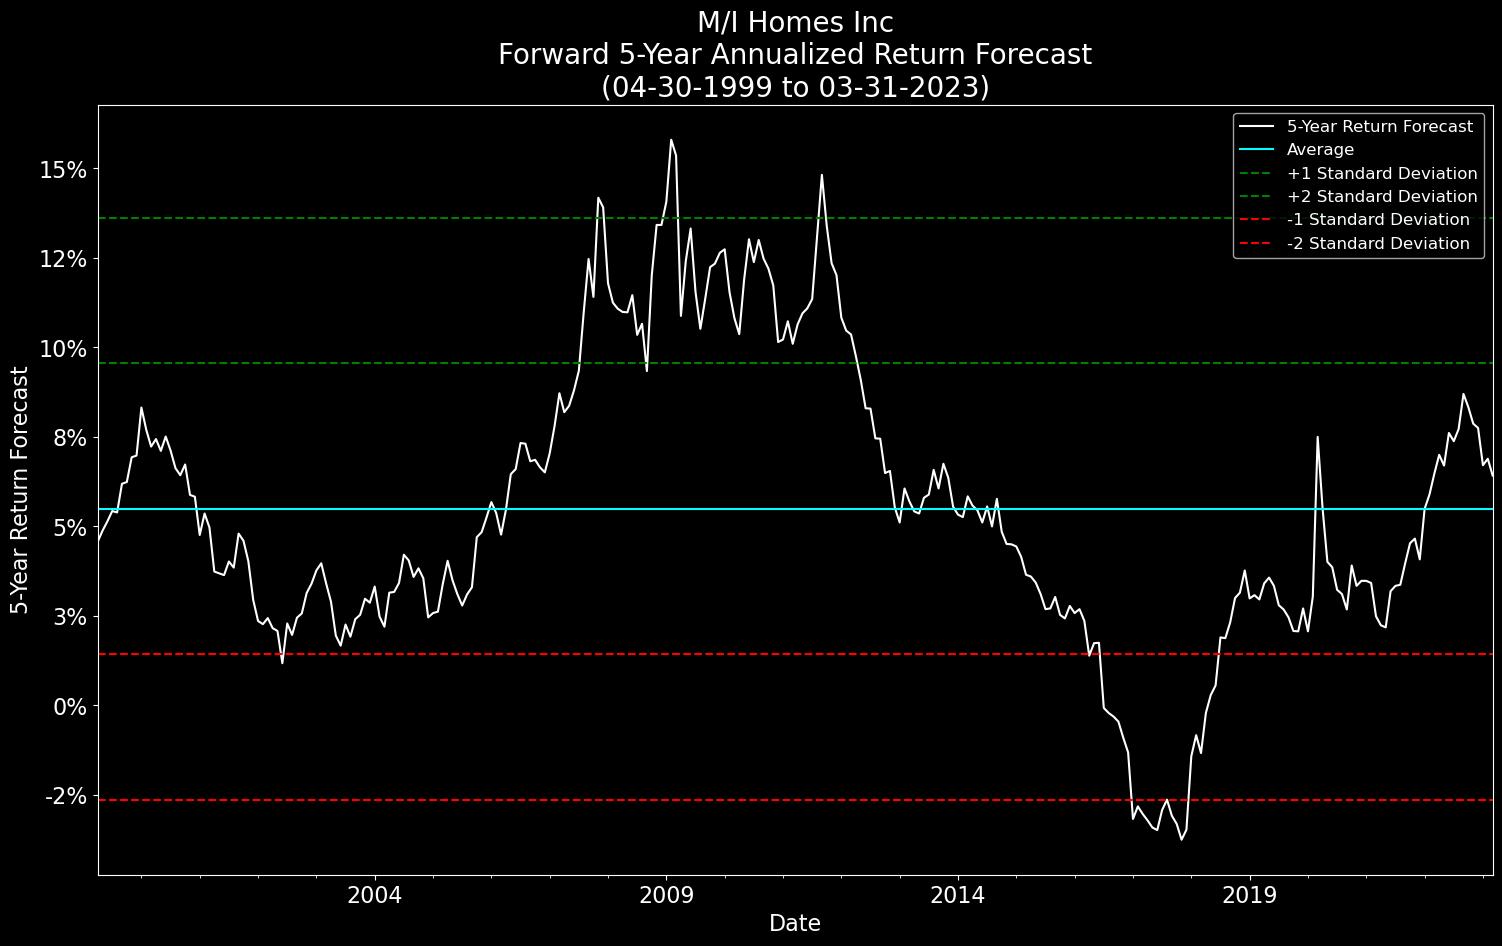 M/I Homes Inc
Forward 5-Year Annualized Return Forecast
(04-30-1999 to 03-31-2023)
5-Year Return Forecast
Average
+1 Standard Deviation
+2 Standard Deviation
-1 Standard Deviation
-2 Standard Deviation
15%
12%
10%
8%
5%
3%
0%
-2%
5-Year Return Forecast
2004
2009
2014
2019
Date